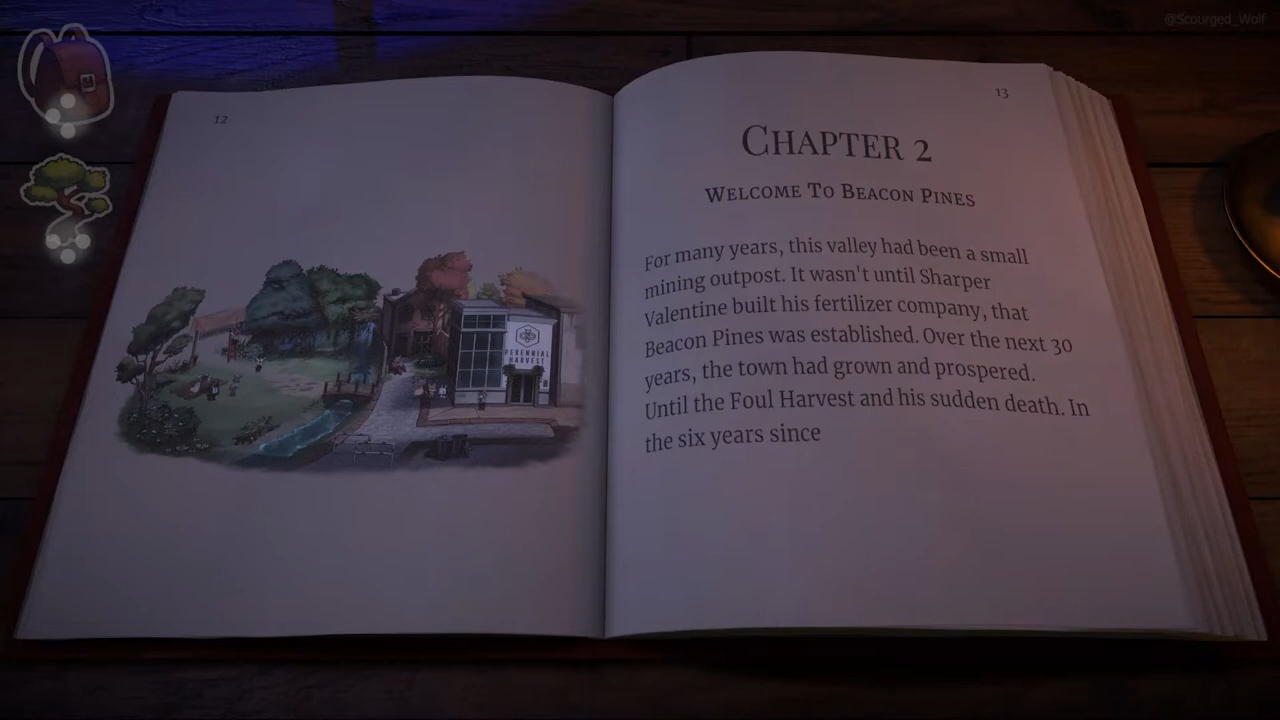 @Scourged_Wolf
12
PERENNIAL
HARVEST
13
CHAPTER 2
WELCOME TO BEACON PINES
For many years, this valley had been a small
mining outpost. It wasn't until Sharper
Valentine built his fertilizer company, that
Beacon Pines was established. Over the next 30
years, the town had grown and prospered.
Until the Foul Harvest and his sudden death. In
the six years since